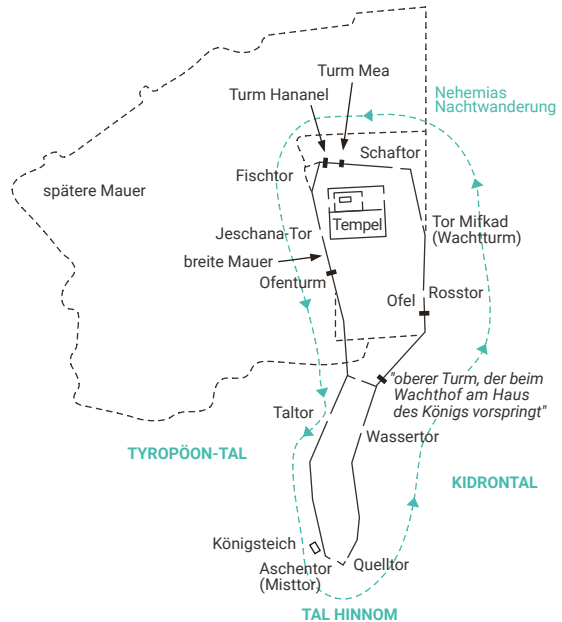 Turm Mea
Turm Hananel
Nehemias
Nachtwanderung
Schaftor
Fischtor
spätere Mauer
Tempel
Tor Mifkad
(Wachtturm)
Jeschana-Tor
breite Mauer
Ofenturm
Ofel
Rosstor
"oberer Turm, der beim
Wachthof am Haus
des Königs vorspringt"
Taltor
Wassertor
TYROPÖON-TAL
KIDRONTAL
Königsteich
Aschentor
(Misttor)
Quelltor
TAL HINNOM